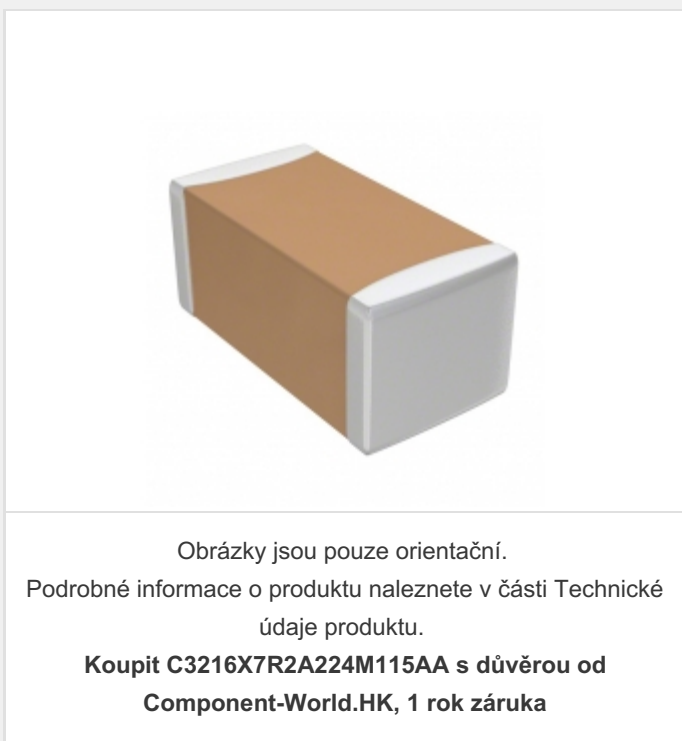 Obrázky jsou pouze orientační.
Podrobné informace o produktu naleznete v části Technické
údaje produktu.
Koupit C3216X7R2A224M115AA s důvěrou od
Component-World.HK, 1 rok záruka